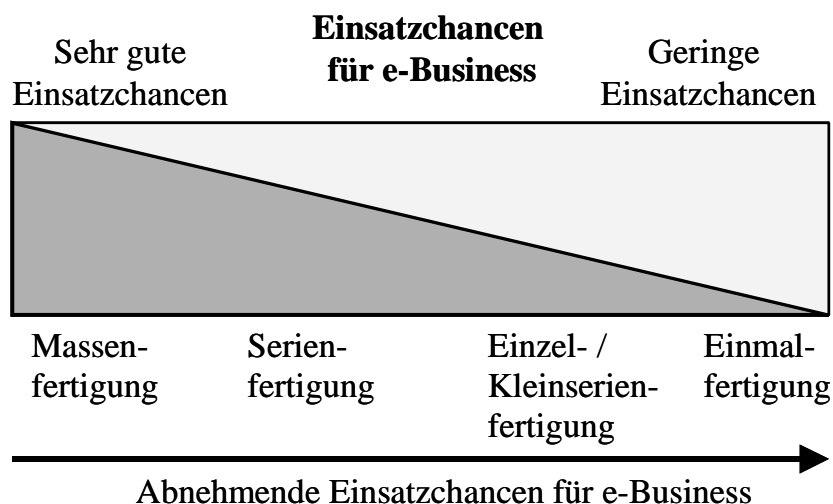 Einsatzchancen
für e-Business
Sehr gute
Einsatzchancen
Geringe
Einsatzchancen
Massen-
fertigung
Serien-
fertigung
Einzel- /
Kleinserien-
fertigung
Einmal-
fertigung
Abnehmende Einsatzchancen für e-Business